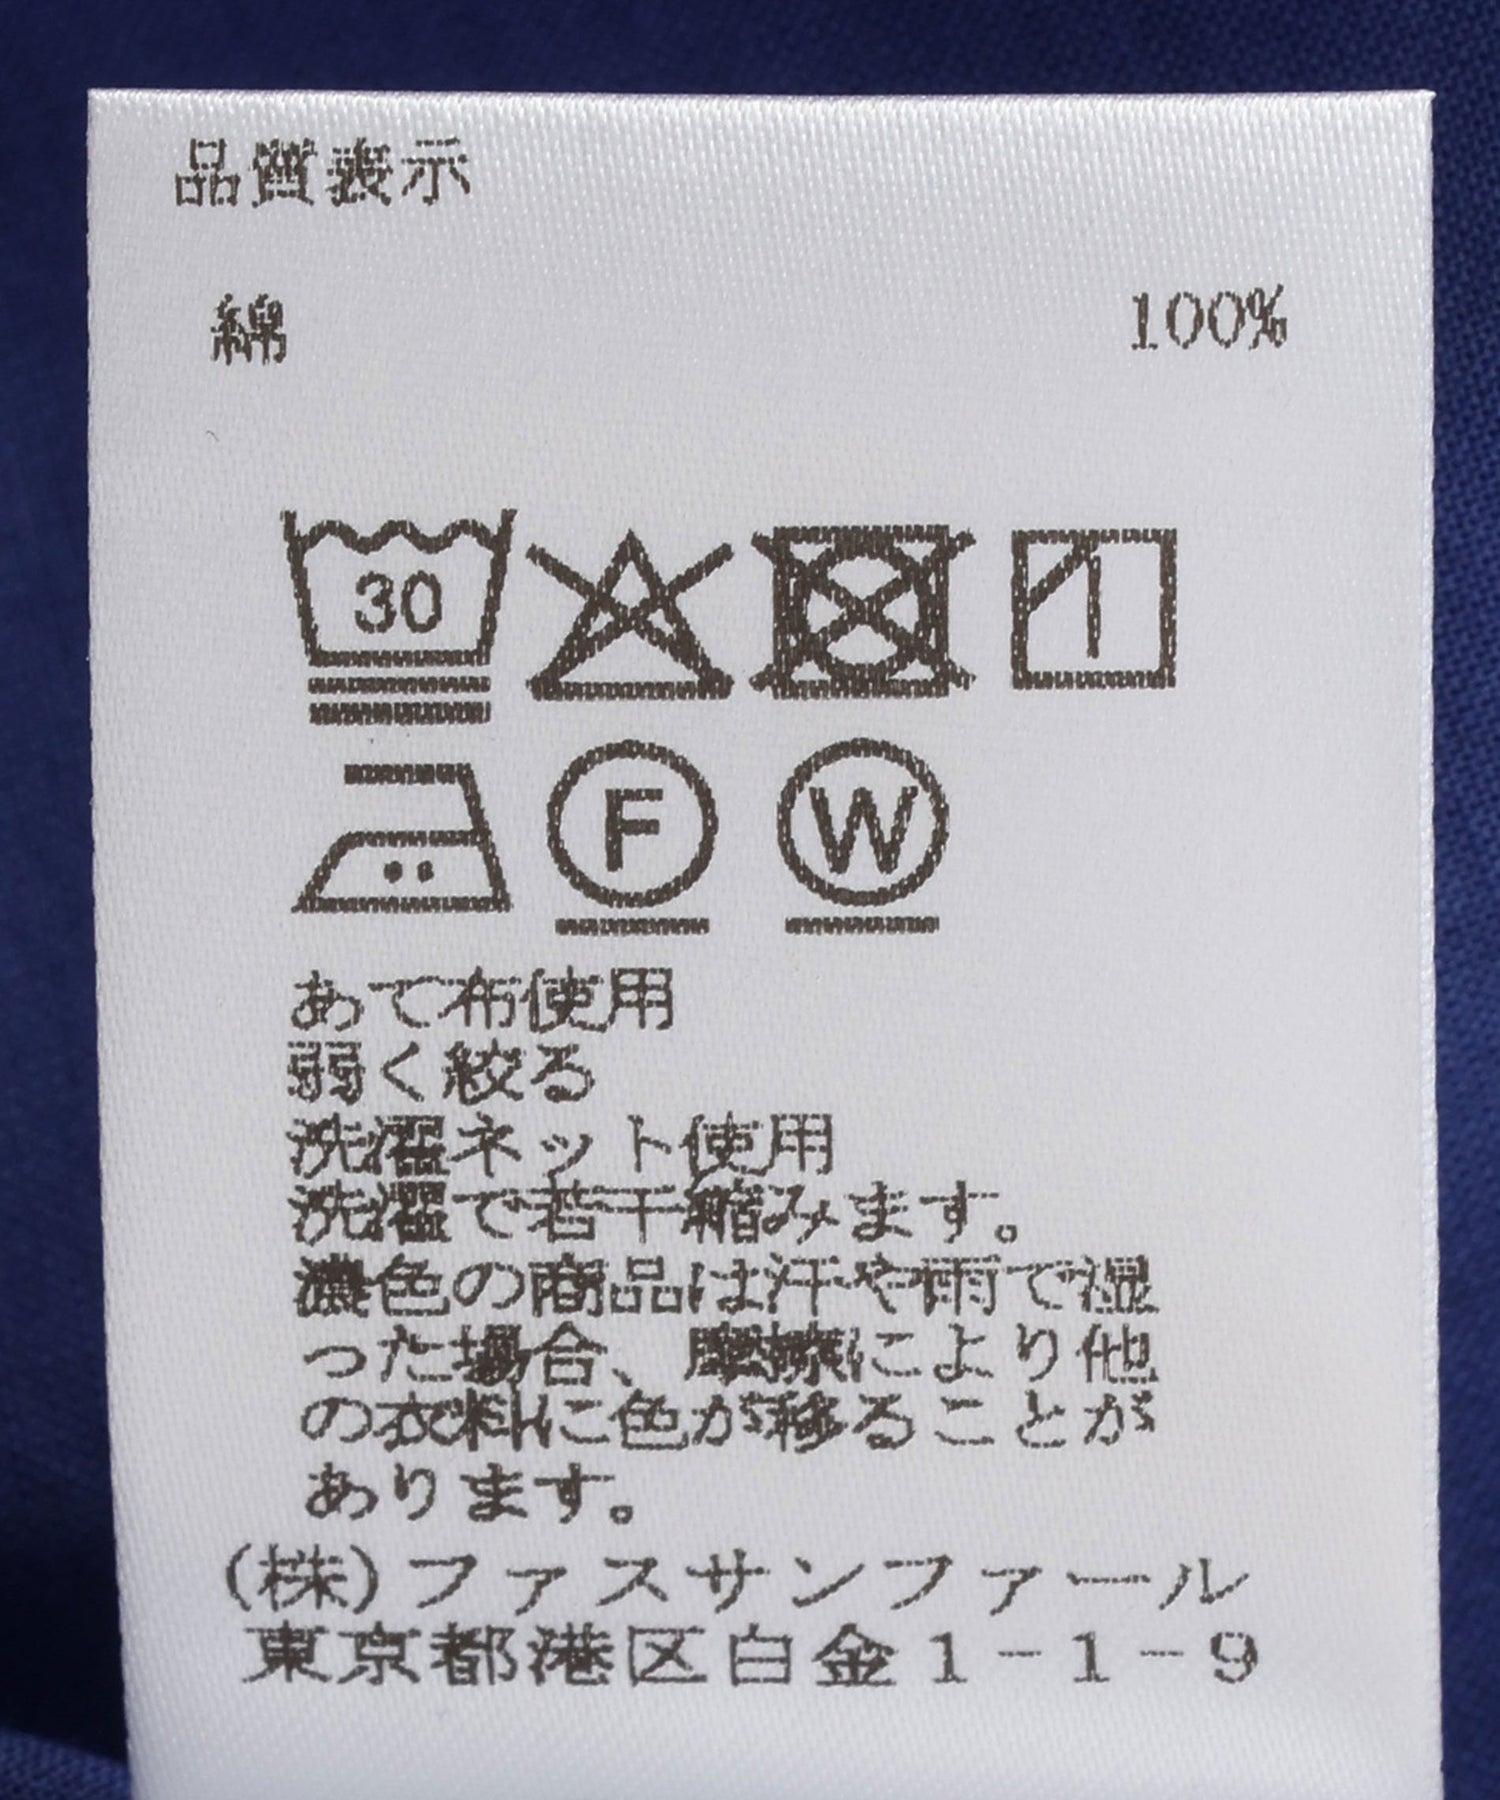 品質表示
綿 100%
30
F W
あて布使用
弱く絞る
洗濯ネット使用
洗濯で若干縮みます。
濃色の商品は汗や雨で湿
った場合、摩擦により他
の衣料に色が移ることが
あります。
(株)ファスサンファール
東京都港区白金1-1-9